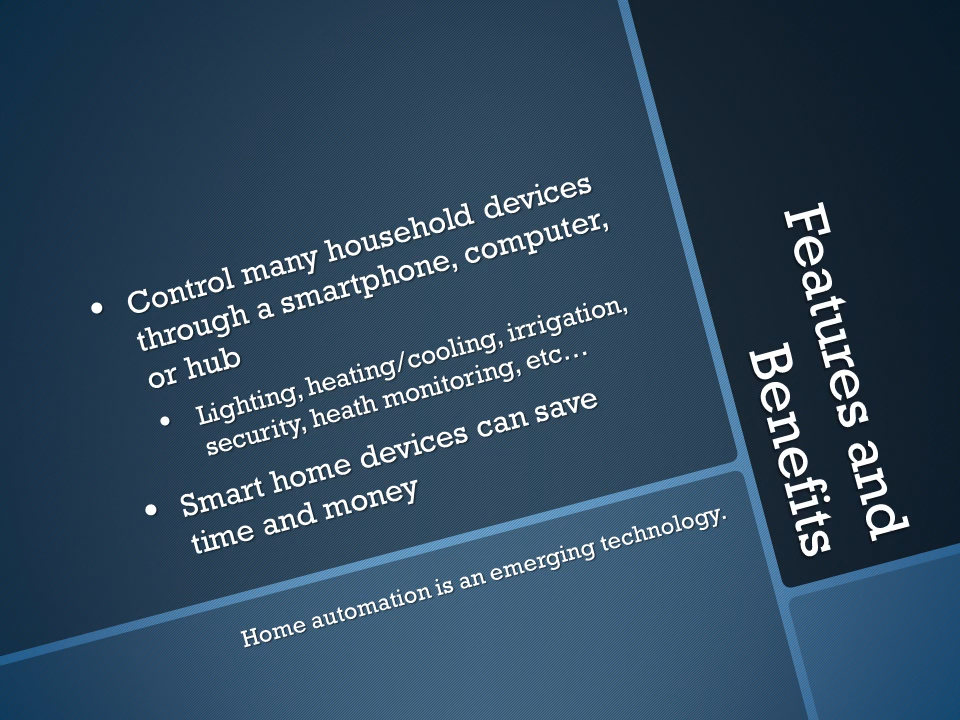 Features and
Benefits
• Control many household devices
through a smartphone, computer,
or hub
• Lighting, heating/cooling, irrigation,
security, heath monitoring, etc…
• Smart home devices can save
time and money
Home automation is an emerging technology.